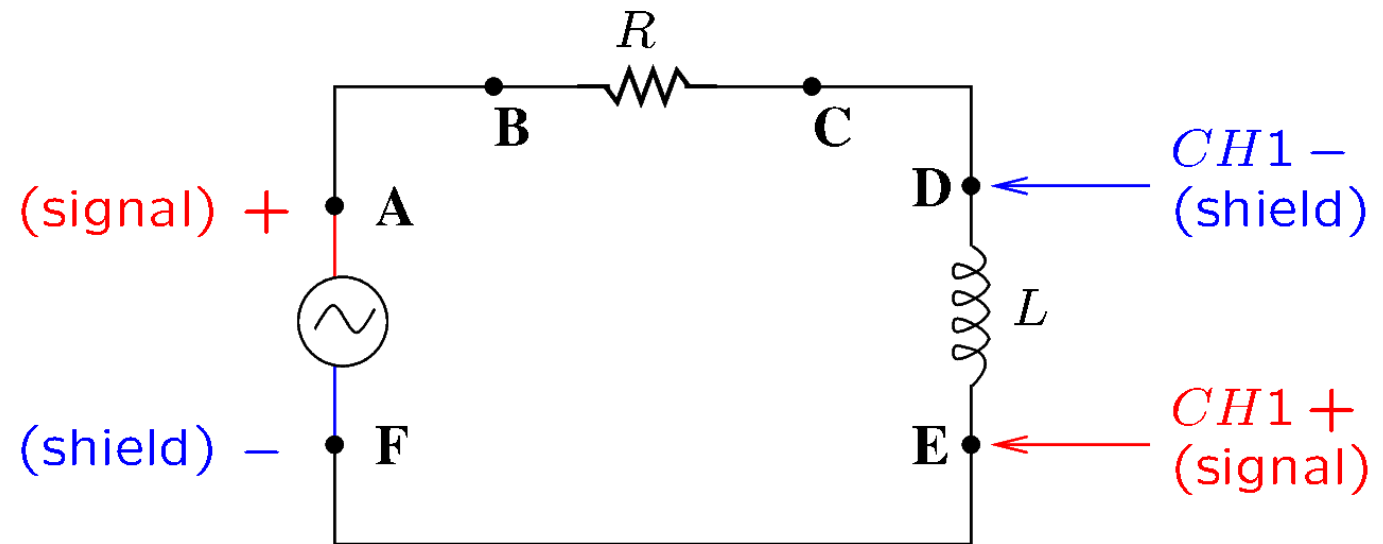 R
B
C
CH1 −
(shield)
D
(signal) +
A
L
CH1 +
(signal)
(shield) −
F
E